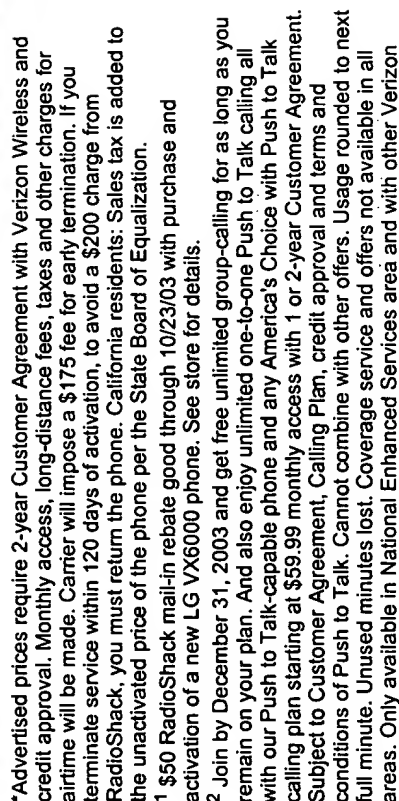 *Advertised prices require 2-year Customer Agreement with Verizon Wireless and
credit approval. Monthly access, long-distance fees, taxes and other charges for
airtime will be made. Carrier will impose a $175 fee for early termination. If you
terminate service within 120 days of activation, to avoid a $200 charge from
RadioShack, you must return the phone. California residents: Sales tax is added to
the unactivated price of the phone per the State Board of Equalization.
1 $50 RadioShack mail-in rebate good through 10/23/03 with purchase and
activation of a new LG VX6000 phone. See store for details.
2 Join by December 31, 2003 and get free unlimited group-calling for as long as you
remain on your plan. And also enjoy unlimited one-to-one Push to Talk calling all
with our Push to Talk-capable phone and any America's Choice with Push to Talk
calling plan starting at $59.99 monthly access with 1 or 2-year Customer Agreement.
Subject to Customer Agreement, Calling Plan, credit approval and terms and
conditions of Push to Talk. Cannot combine with other offers. Usage rounded to next
full minute. Unused minutes lost. Coverage service and offers not available in all
areas. Only available in National Enhanced Services area and with other Verizon